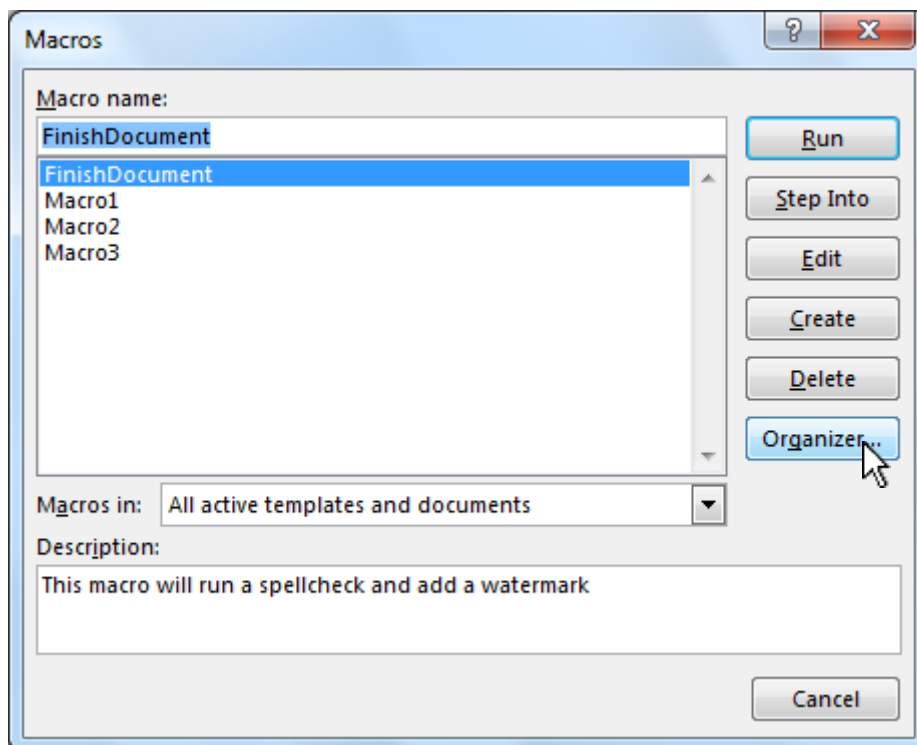 Macros
Macro name:
FinishDocument
FinishDocument
Macro1
Macro2
Macro3
Run
Step Into
Edit
Create
Delete
Organizer...
Macros in: All active templates and documents
Description:
This macro will run a spellcheck and add a watermark
Cancel